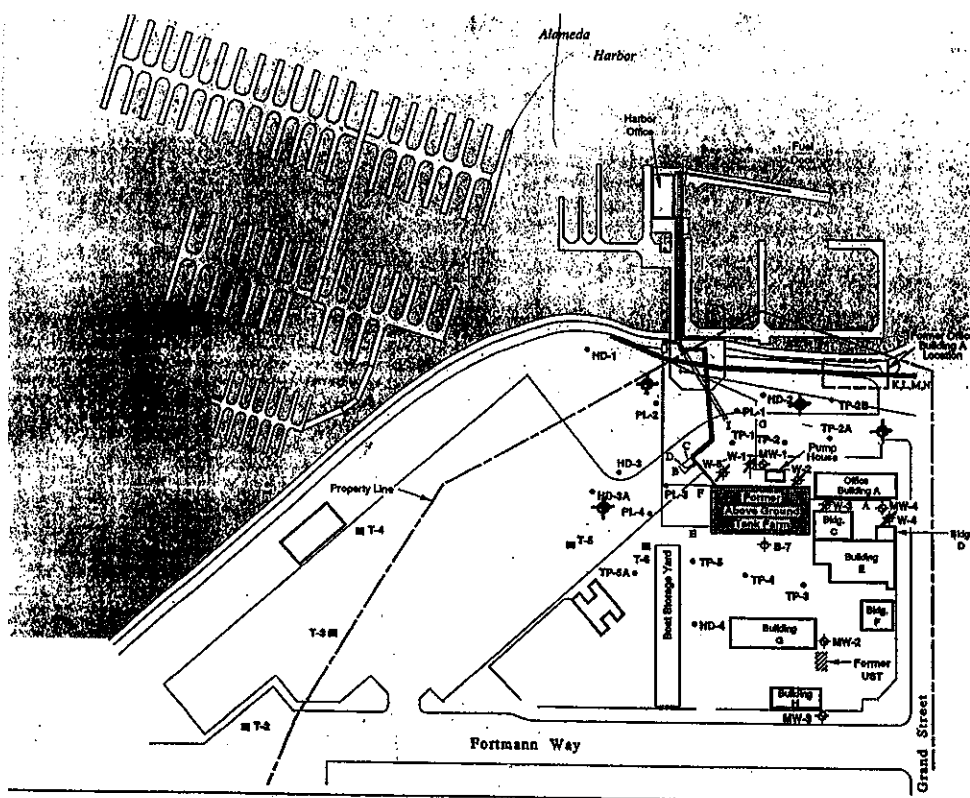 Alameda
Harbor
Harbor
Office
Fuel
Former Office
Building A
Location
HD-1
K,L,M,N
HD-2
TP-2B
PL-2
PL-1
G
TP-2A
TP-1
TP-2
C
D
B
W-1
MW-1
Pump
House
W-5
W-2
HD-3
Property Line
Office
Building A
PL-3
F
HD-3A
Former
Above Ground
Tank Farm
W-3
A
MW-4
W-4
PL-4
Bldg.
C
T-4
H
Bldg
D
T-5
T-6
B-7
Building
E
TP-5A
TP-5
TP-4
TP-3
Boat Storage Yard
Bldg.
F
T-3
HD-4
Building
G
MW-2
Former
UST
Building
H
MW-3
T-2
Fortmann Way
Grand Street